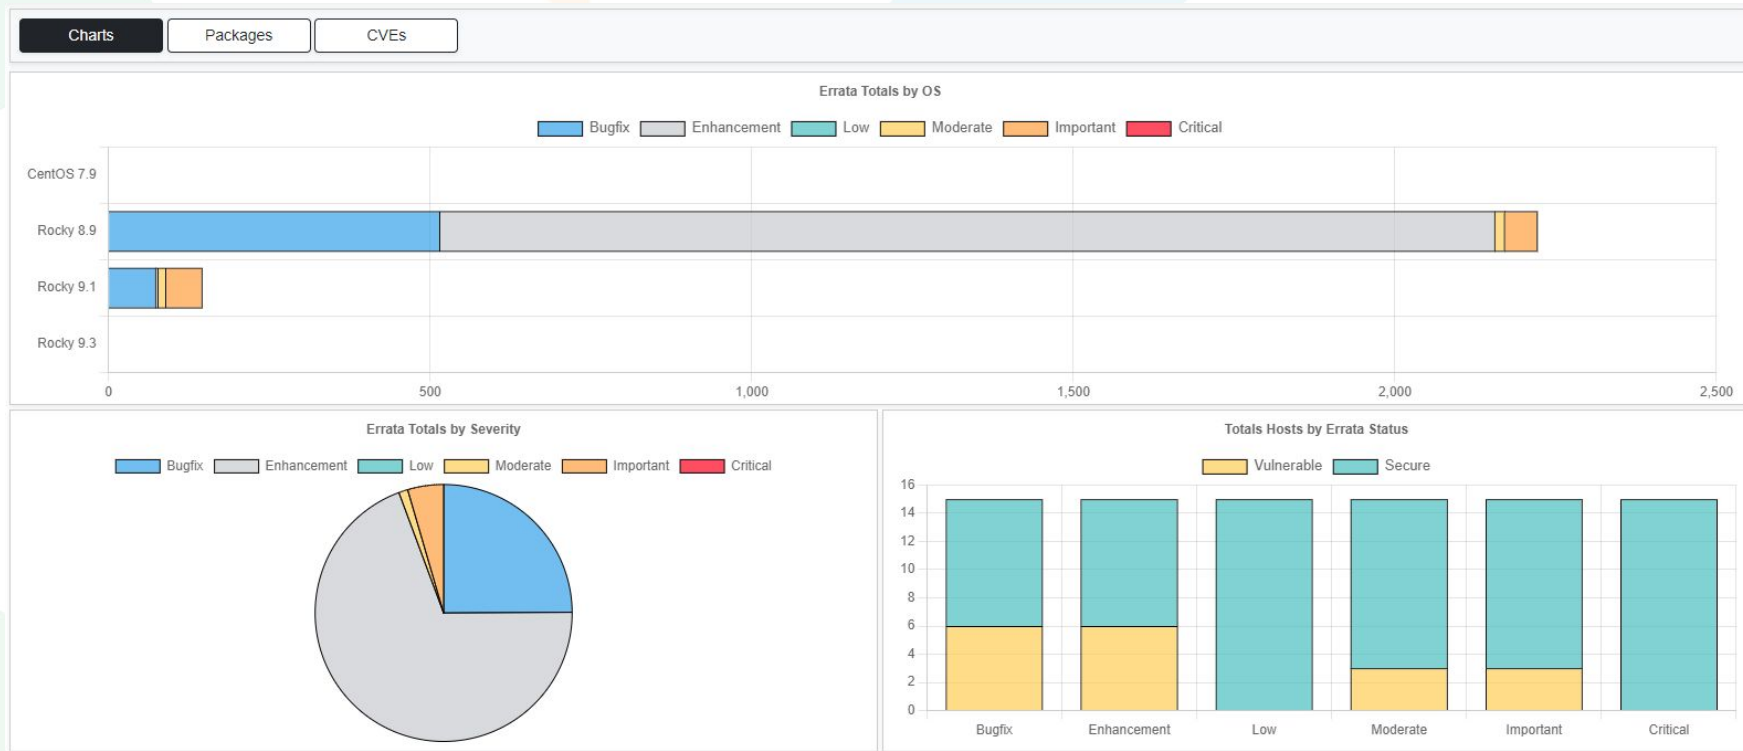 Charts Packages CVEs
Errata Totals by OS
Bugfix Enhancement Low Moderate Important Critical
CentOS 7.9
Rocky 8.9
Rocky 9.1
Rocky 9.3
0 500 1,000 1,500 2,000 2,500
Errata Totals by Severity
Bugfix Enhancement Low Moderate Important Critical
Totals Hosts by Errata Status
Vulnerable Secure
16
14
12
10
8
6
4
2
0
Bugfix Enhancement Low Moderate Important Critical